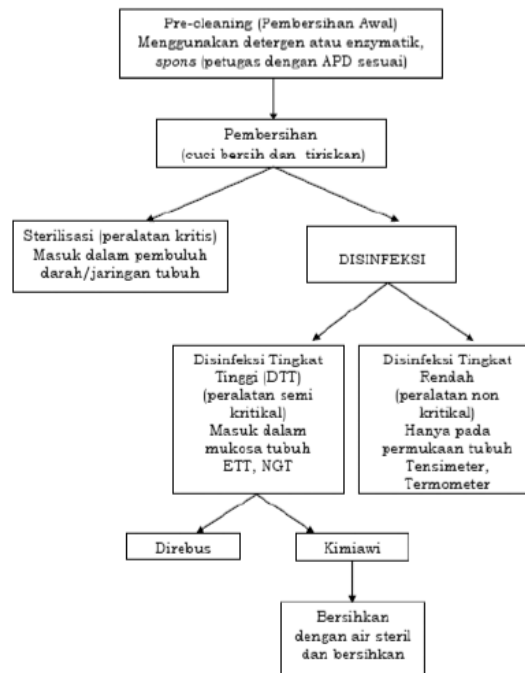 Pre-cleaning (Pembersihan Awal)
Menggunakan detergen atau enzymatik,
spons (petugas dengan APD sesuai)
Pembersihan
(cuci bersih dan tiriskan)
Sterilisasi (peralatan kritis)
Masuk dalam pembuluh
darah/jaringan tubuh
DISINFEKSI
Disinfeksi Tingkat
Tinggi (DTT)
(peralatan semi
kritikal)
Masuk dalam
mukosa tubuh
ETT, NGT
Disinfeksi Tingkat
Rendah
(peralatan non
kritikal)
Hanya pada
permukaan tubuh
Tensimeter,
Termometer
Direbus
Kimiawi
Bersihkan
dengan air steril
dan bersihkan